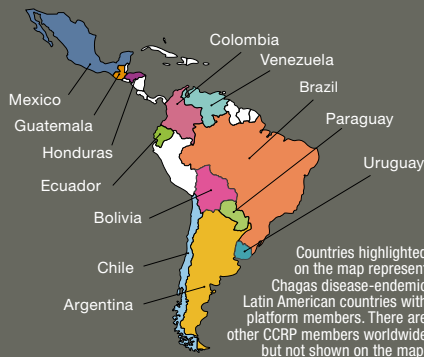 Colombia
Venezuela
Brazil
Mexico
Guatemala
Paraguay
Honduras
Uruguay
Ecuador
Bolivia
Chile
Argentina
Countries highlighted
on the map represent
Chagas disease-endemic
Latin American countries with
platform members. There are
other CCRP members worldwide
but not shown on the map